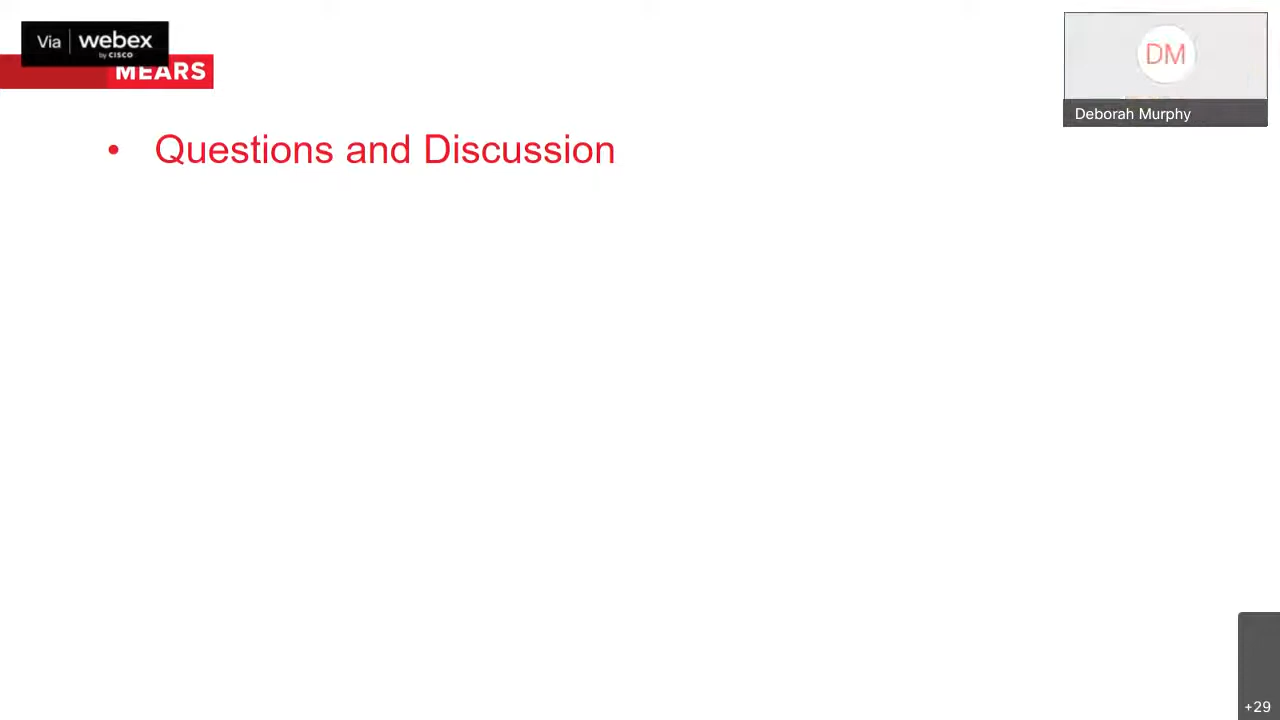 Via webex
by CISCO
MEARS
DM
Deborah Murphy
• Questions and Discussion
+29